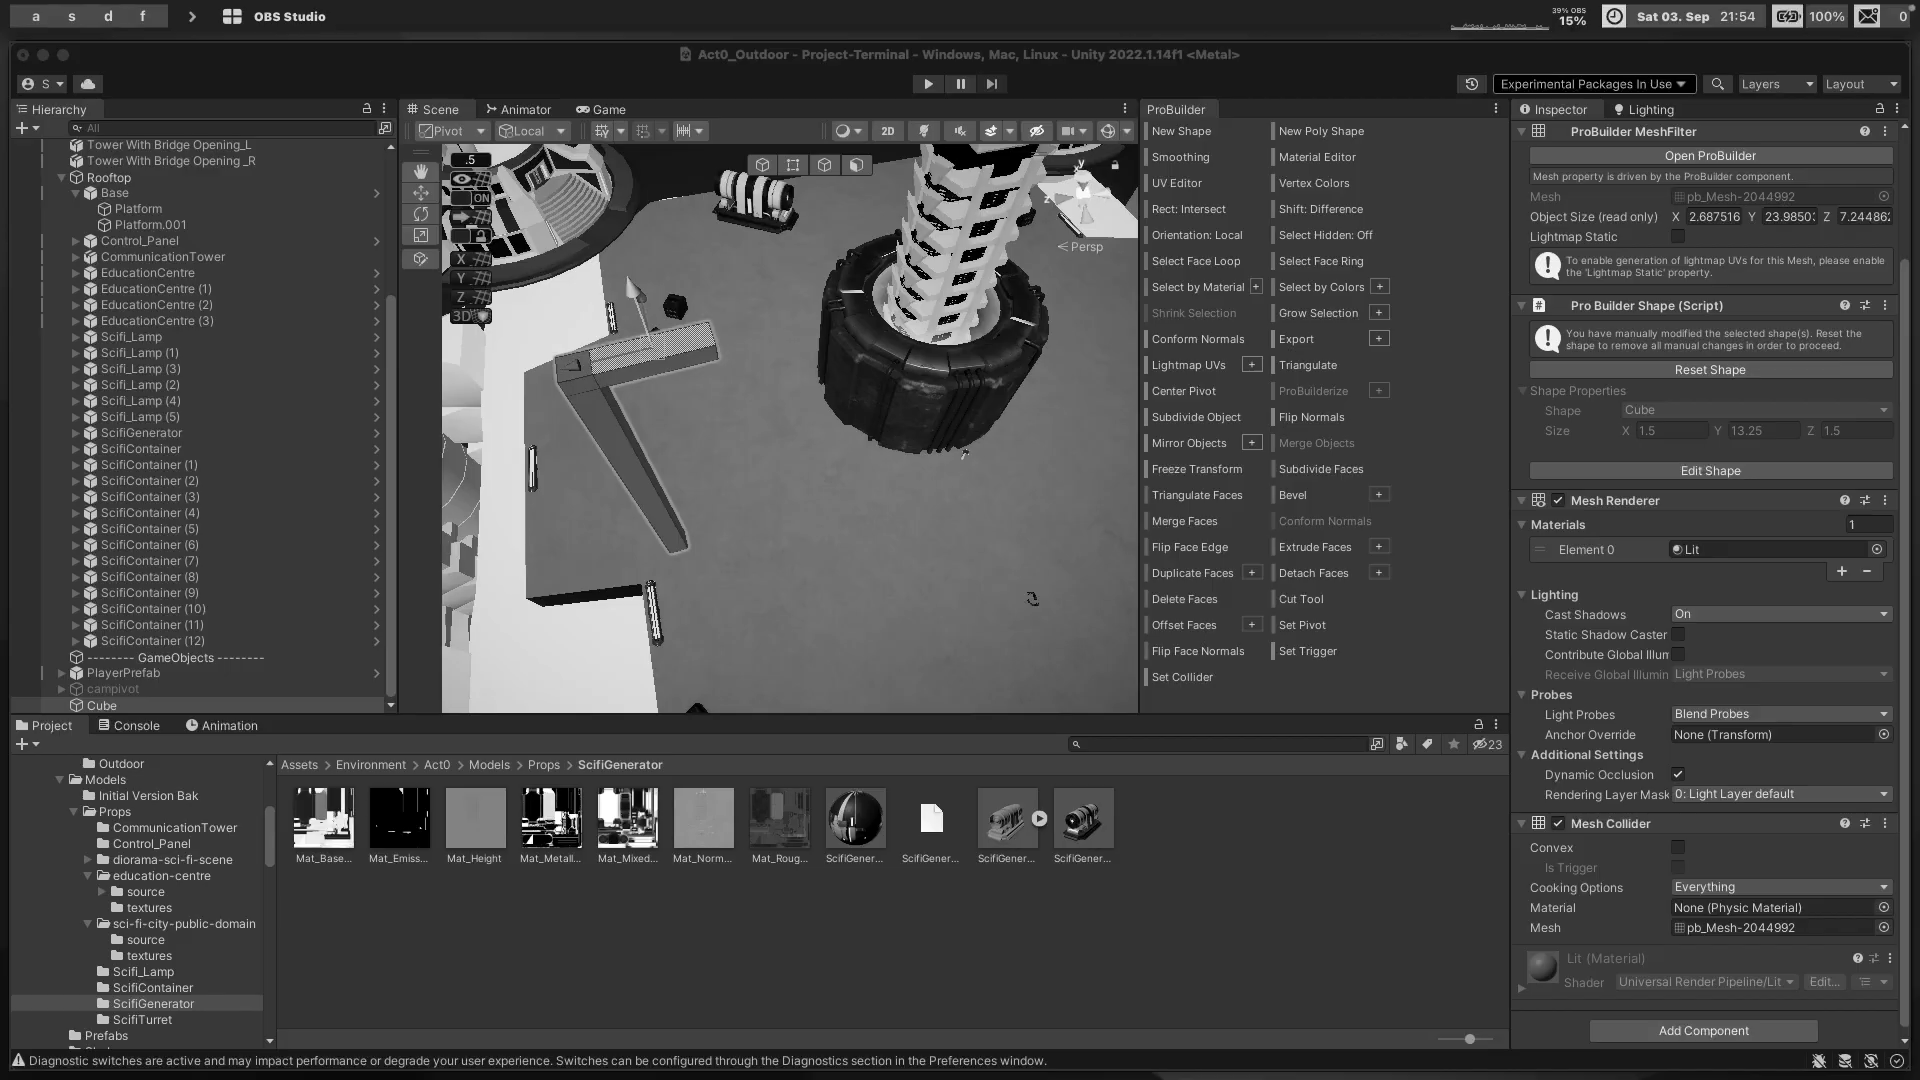 a s d f
OBS Studio
39% OBS
15%
Sat 03. Sep 21:54
100%
0
Act0_Outdoor - Project-Terminal - Windows, Mac, Linux - Unity 2022.1.14f1 <Metal>
S
Experimental Packages In Use
Layers
Layout
Hierarchy
All
Tower With Bridge Opening_L
Tower With Bridge Opening _R
Rooftop
Base
Platform
Platform.001
Control_Panel
CommunicationTower
EducationCentre
EducationCentre (1)
EducationCentre (2)
EducationCentre (3)
Scifi_Lamp
Scifi_Lamp (1)
Scifi_Lamp (3)
Scifi_Lamp (2)
Scifi_Lamp (4)
Scifi_Lamp (5)
ScifiGenerator
ScifiContainer
ScifiContainer (1)
ScifiContainer (2)
ScifiContainer (3)
ScifiContainer (4)
ScifiContainer (5)
ScifiContainer (6)
ScifiContainer (7)
ScifiContainer (8)
ScifiContainer (9)
ScifiContainer (10)
ScifiContainer (11)
ScifiContainer (12)
-------- GameObjects --------
PlayerPrefab
campivot
Cube
Scene
Animator
Game
Pivot
Local
2D
.5
ON
X
Y
Z
3D
y
z
Persp
ProBuilder
New Shape
New Poly Shape
Smoothing
Material Editor
UV Editor
Vertex Colors
Rect: Intersect
Shift: Difference
Orientation: Local
Select Hidden: Off
Select Face Loop
Select Face Ring
Select by Material +
Select by Colors +
Shrink Selection
Grow Selection +
Conform Normals
Export +
Lightmap UVs +
Triangulate
Center Pivot
ProBuilderize +
Subdivide Object
Flip Normals
Mirror Objects +
Merge Objects
Freeze Transform
Subdivide Faces
Triangulate Faces
Bevel +
Merge Faces
Conform Normals
Flip Face Edge
Extrude Faces +
Duplicate Faces +
Detach Faces +
Delete Faces
Cut Tool
Offset Faces +
Set Pivot
Flip Face Normals
Set Trigger
Set Collider
Inspector
Lighting
ProBuilder MeshFilter
Open ProBuilder
Mesh property is driven by the ProBuilder component.
Mesh pb_Mesh-2044992
Object Size (read only) X 2.687516 Y 23.98503 Z 7.244862
Lightmap Static
To enable generation of lightmap UVs for this Mesh, please enable
the 'Lightmap Static' property.
Pro Builder Shape (Script)
You have manually modified the selected shape(s). Reset the
shape to remove all manual changes in order to proceed.
Reset Shape
Shape Properties
Shape Cube
Size X 1.5 Y 13.25 Z 1.5
Edit Shape
Mesh Renderer
Materials 1
Element 0 Lit
+ −
Lighting
Cast Shadows On
Static Shadow Caster
Contribute Global Illum
Receive Global Illumin Light Probes
Probes
Light Probes Blend Probes
Anchor Override None (Transform)
Additional Settings
Dynamic Occlusion
Rendering Layer Mask 0: Light Layer default
Mesh Collider
Convex
Is Trigger
Cooking Options Everything
Material None (Physic Material)
Mesh pb_Mesh-2044992
Lit (Material)
Shader Universal Render Pipeline/Lit Edit...
Add Component
Project
Console
Animation
23
Outdoor
Models
Initial Version Bak
Props
CommunicationTower
Control_Panel
diorama-sci-fi-scene
education-centre
source
textures
sci-fi-city-public-domain
source
textures
Scifi_Lamp
ScifiContainer
ScifiGenerator
ScifiTurret
Prefabs
Assets > Environment > Act0 > Models > Props > ScifiGenerator
Mat_Base... Mat_Emiss... Mat_Height Mat_Metall... Mat_Mixed... Mat_Norm... Mat_Roug... ScifiGener... ScifiGener... ScifiGener... ScifiGener...
Diagnostic switches are active and may impact performance or degrade your user experience. Switches can be configured through the Diagnostics section in the Preferences window.